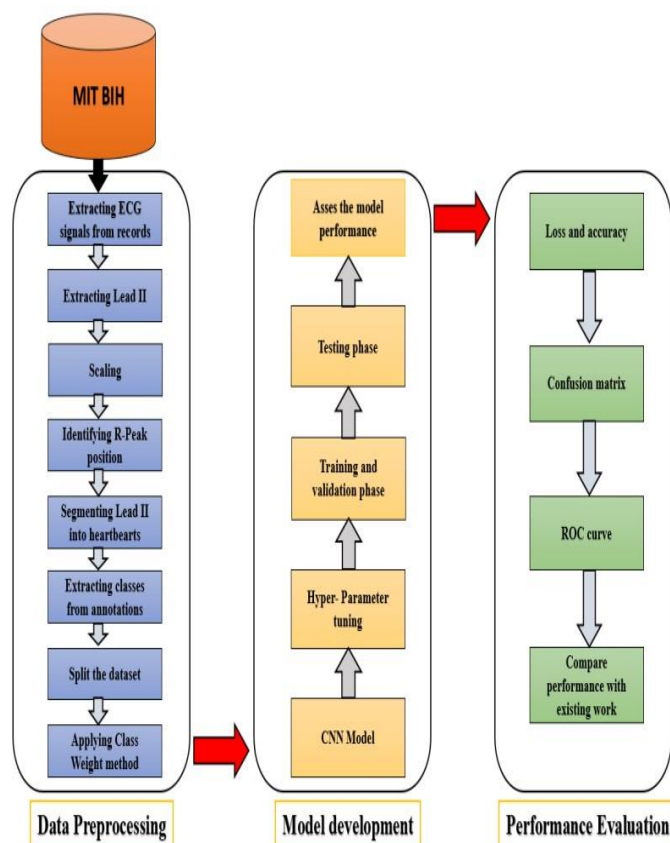 MIT BIH
Extracting ECG
signals from records
Extracting Lead II
Scaling
Identifying R-Peak
position
Segmenting Lead II
into heartbearts
Extracting classes
from annotations
Split the dataset
Applying Class
Weight method
Data Preprocessing
Asses the model
performance
Testing phase
Training and
validation phase
Hyper- Parameter
tuning
CNN Model
Model development
Loss and accuracy
Confusion matrix
ROC curve
Compare
performance with
existing work
Performance Evaluation